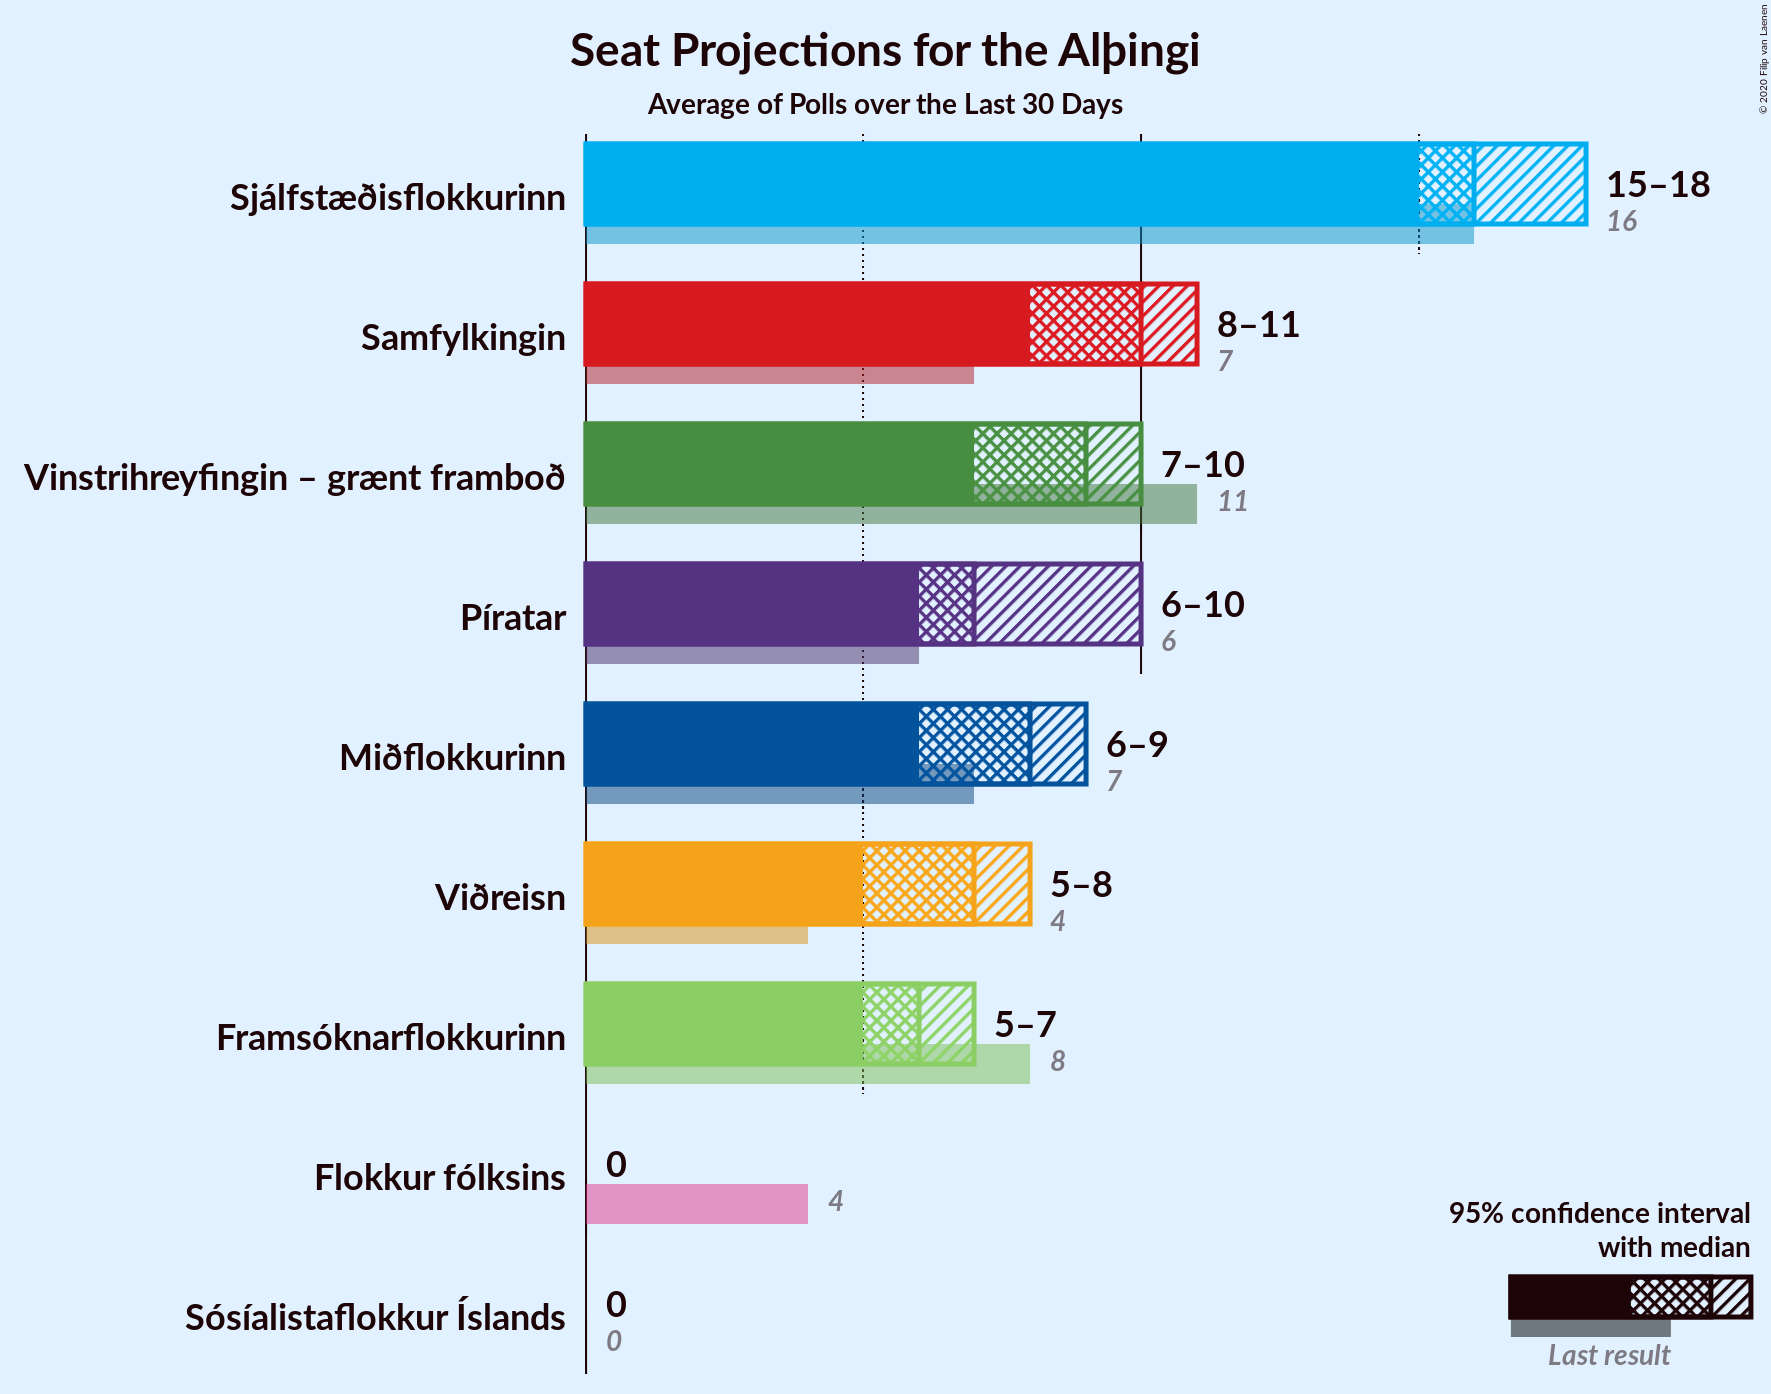 Seat Projections for the Alþingi
Average of Polls over the Last 30 Days
© 2020 Filip van Laenen
Sjálfstæðisflokkurinn
15–18
16
Samfylkingin
8–11
7
Vinstrihreyfingin – grænt framboð
7–10
11
Píratar
6–10
6
Miðflokkurinn
6–9
7
Viðreisn
5–8
4
Framsóknarflokkurinn
5–7
8
Flokkur fólksins
0
4
Sósíalistaflokkur Íslands
0
0
95% confidence interval
with median
Last result